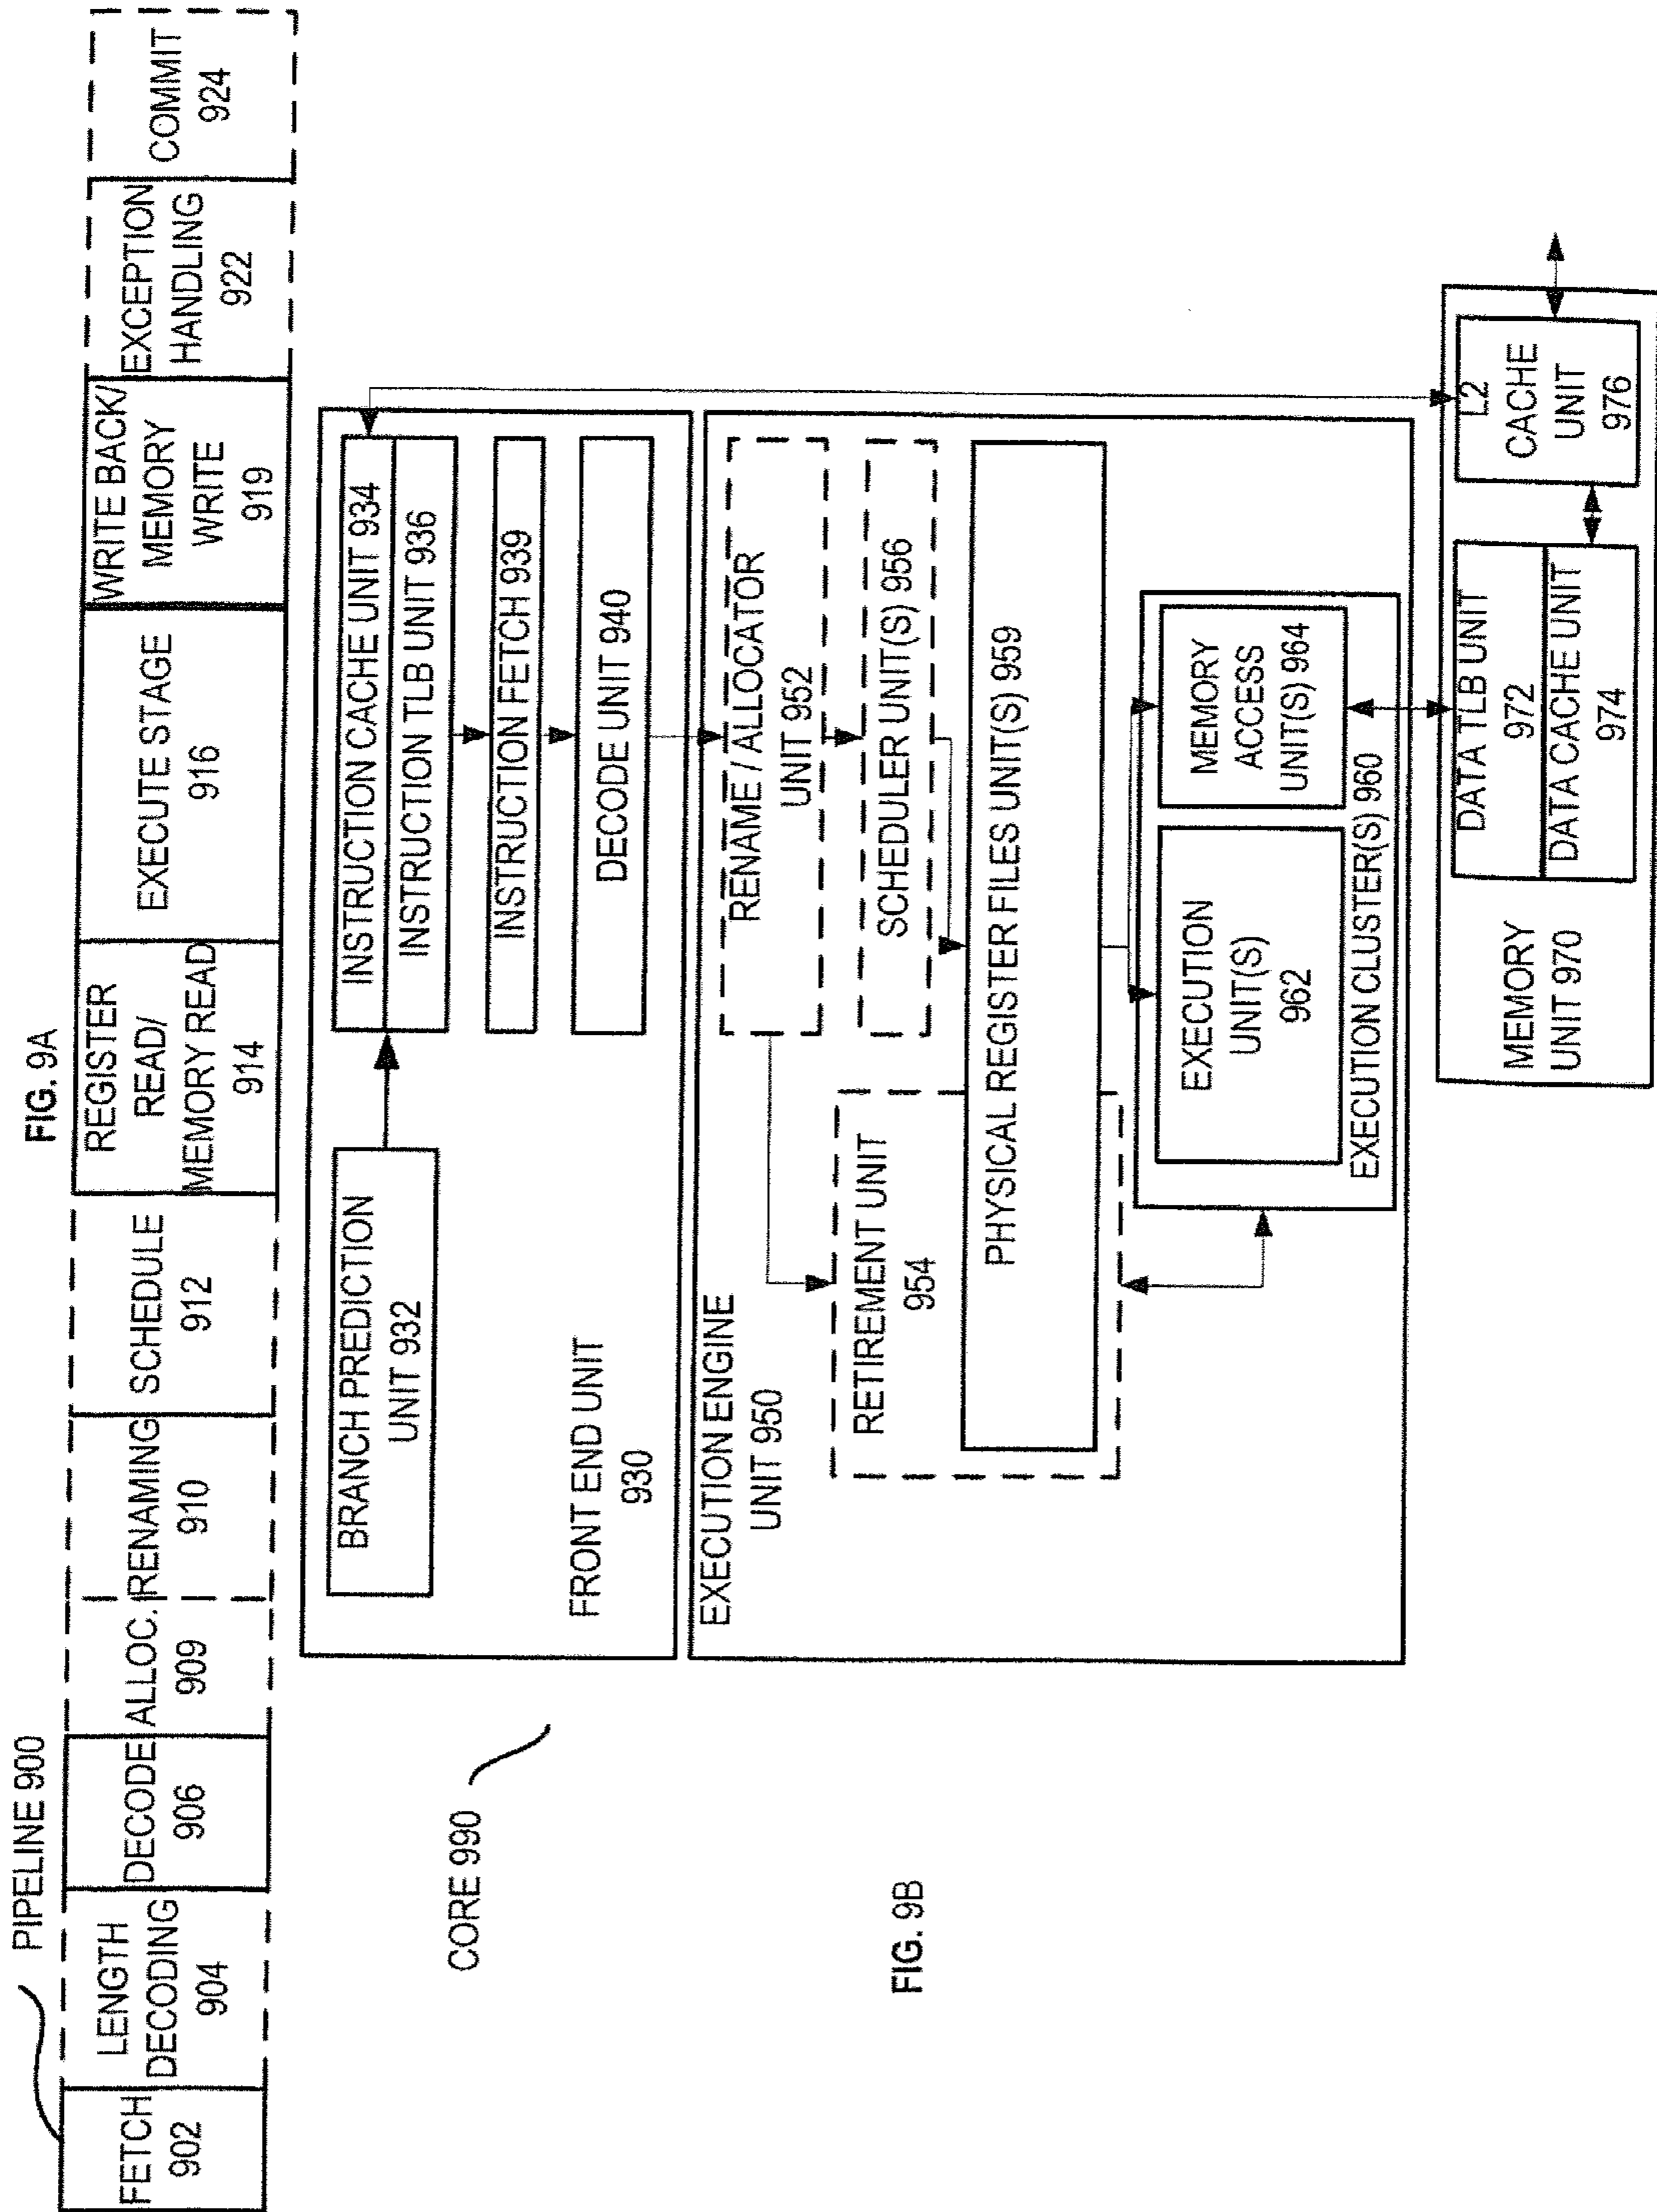 FIG. 9A
PIPELINE 900
FETCH
902
LENGTH
DECODING
904
DECODE
906
ALLOC.
909
RENAMING
910
SCHEDULE
912
REGISTER
READ/
MEMORY READ
914
EXECUTE STAGE
916
WRITE BACK/
MEMORY
WRITE
919
EXCEPTION
HANDLING
922
COMMIT
924
CORE 990
BRANCH PREDICTION
UNIT 932
INSTRUCTION CACHE UNIT 934
INSTRUCTION TLB UNIT 936
INSTRUCTION FETCH 939
DECODE UNIT 940
FRONT END UNIT
930
EXECUTION ENGINE
UNIT 950
RENAME / ALLOCATOR
UNIT 952
RETIREMENT UNIT
954
SCHEDULER UNIT(S) 956
PHYSICAL REGISTER FILES UNIT(S) 959
EXECUTION
UNIT(S)
962
MEMORY
ACCESS
UNIT(S) 964
EXECUTION CLUSTER(S) 960
MEMORY
UNIT 970
DATA TLB UNIT
972
DATA CACHE UNIT
974
L2
CACHE
UNIT
976
FIG. 9B